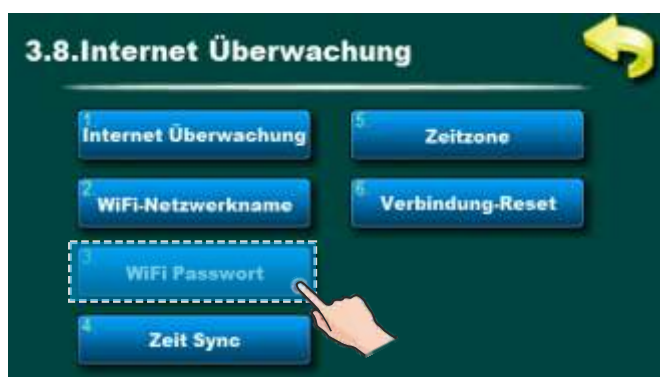 3.8.Internet Überwachung
1
Internet Überwachung
2
WiFi-Netzwerkname
3
WiFi Passwort
4
Zeit Sync
5
Zeitzone
6
Verbindung-Reset